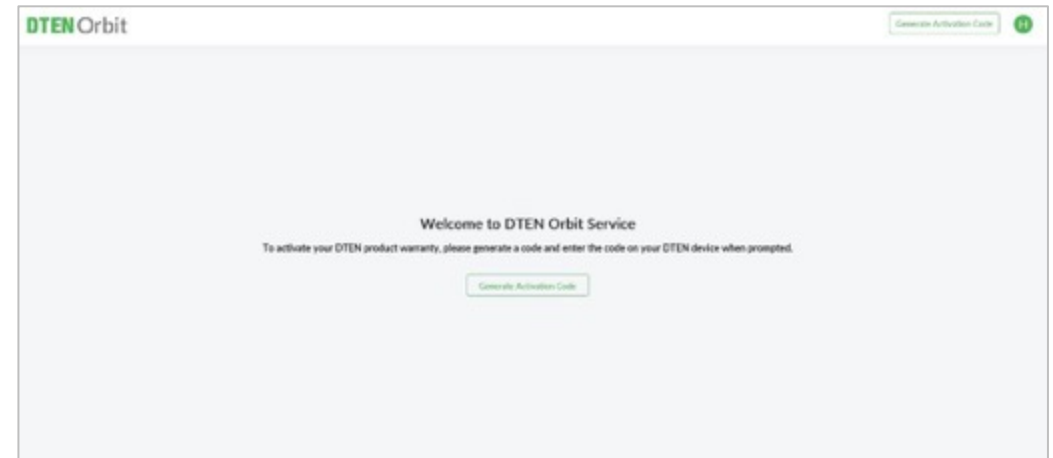 DTEN Orbit
Generate Activation Code
H
Welcome to DTEN Orbit Service
To activate your DTEN product warranty, please generate a code and enter the code on your DTEN device when prompted.
Generate Activation Code